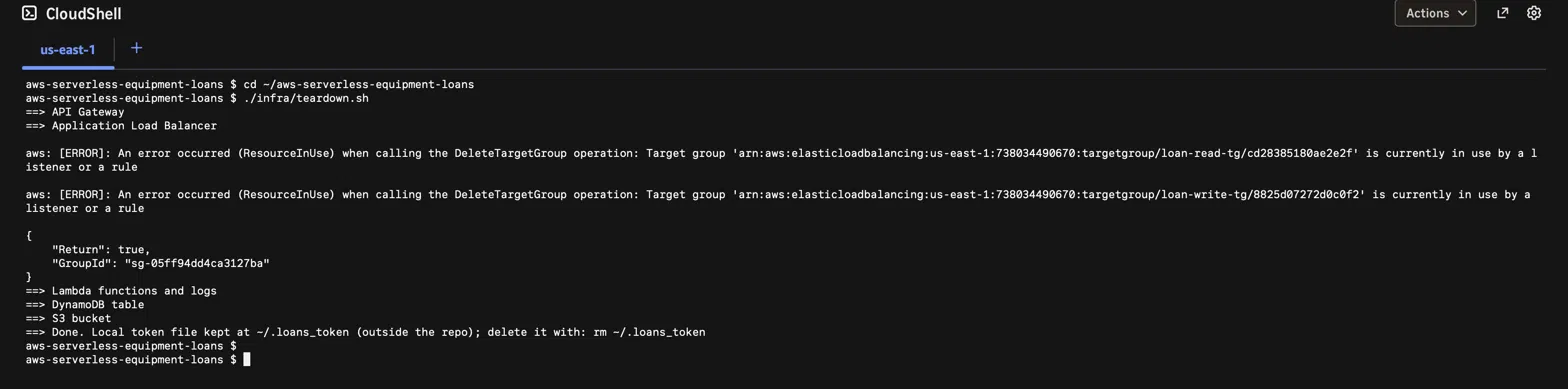 CloudShell
Actions
us-east-1
+
aws-serverless-equipment-loans $ cd ~/aws-serverless-equipment-loans
aws-serverless-equipment-loans $ ./infra/teardown.sh
==> API Gateway
==> Application Load Balancer
aws: [ERROR]: An error occurred (ResourceInUse) when calling the DeleteTargetGroup operation: Target group 'arn:aws:elasticloadbalancing:us-east-1:738034490670:targetgroup/loan-read-tg/cd28385180ae2e2f' is currently in use by a l
istener or a rule
aws: [ERROR]: An error occurred (ResourceInUse) when calling the DeleteTargetGroup operation: Target group 'arn:aws:elasticloadbalancing:us-east-1:738034490670:targetgroup/loan-write-tg/8825d07272d0c0f2' is currently in use by a
listener or a rule
{
    "Return": true,
    "GroupId": "sg-05ff94dd4ca3127ba"
}
==> Lambda functions and logs
==> DynamoDB table
==> S3 bucket
==> Done. Local token file kept at ~/.loans_token (outside the repo); delete it with: rm ~/.loans_token
aws-serverless-equipment-loans $
aws-serverless-equipment-loans $